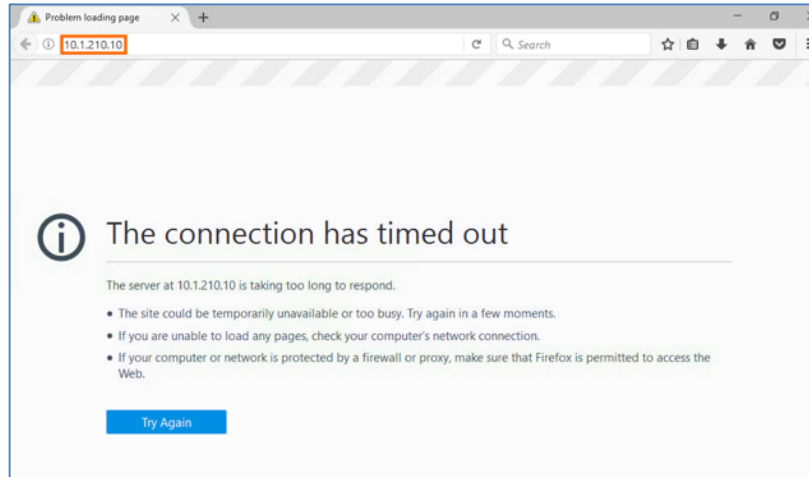 Problem loading page
10.1.210.10
Search
The connection has timed out
The server at 10.1.210.10 is taking too long to respond.
The site could be temporarily unavailable or too busy. Try again in a few moments.
If you are unable to load any pages, check your computer's network connection.
If your computer or network is protected by a firewall or proxy, make sure that Firefox is permitted to access the
Web.
Try Again